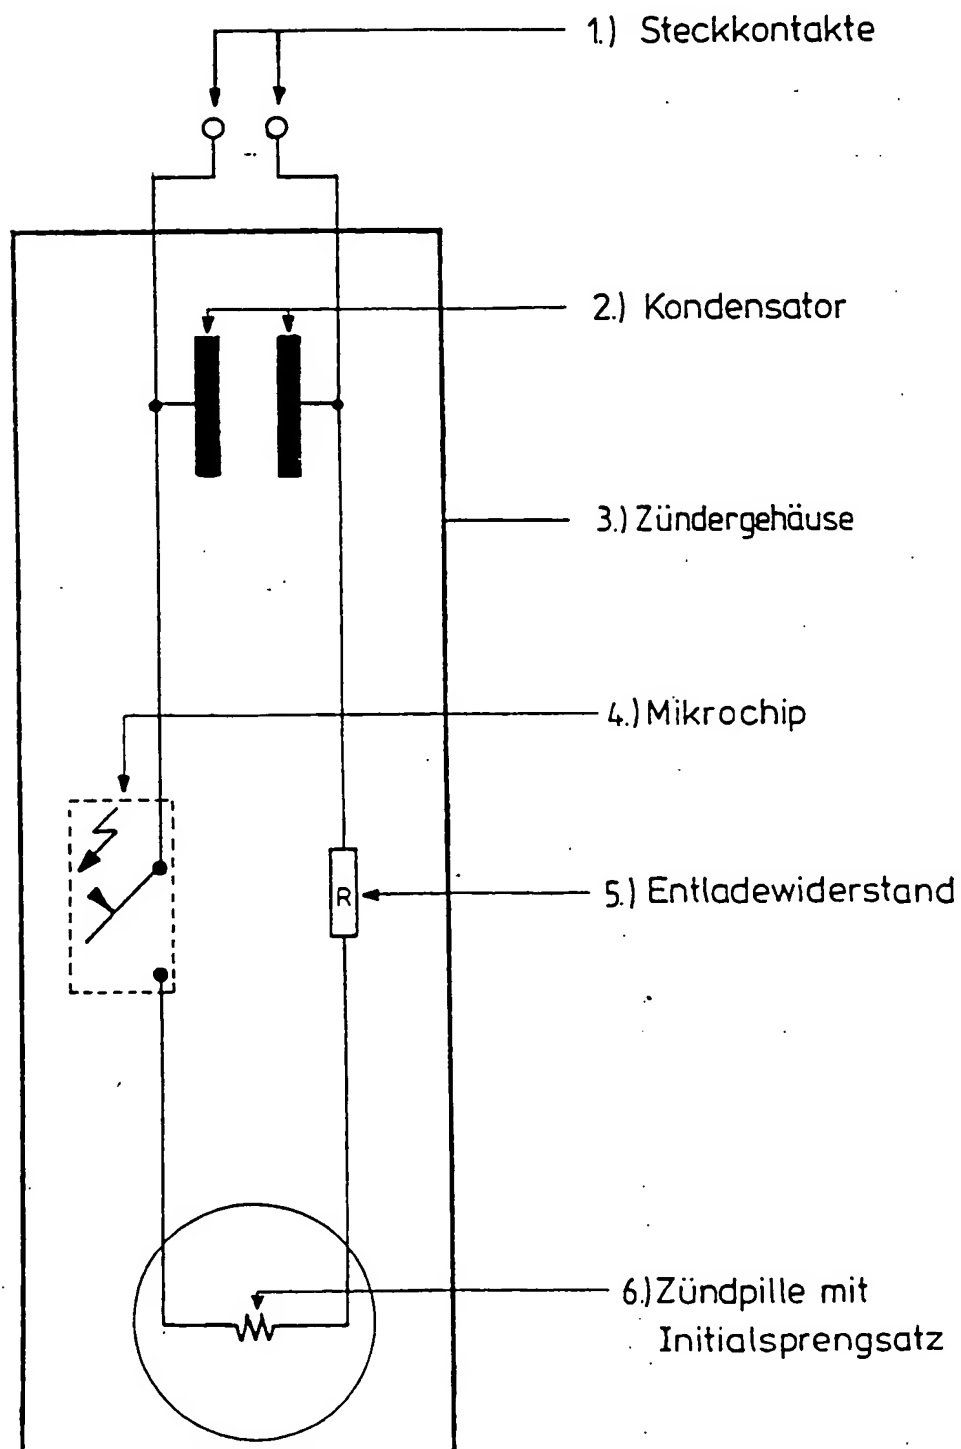 1.) Steckkontakte
2.) Kondensator
3.) Zündergehäuse
4.) Mikrochip
R
5.) Entladewiderstand
6.) Zündpille mit
Initialsprengsatz